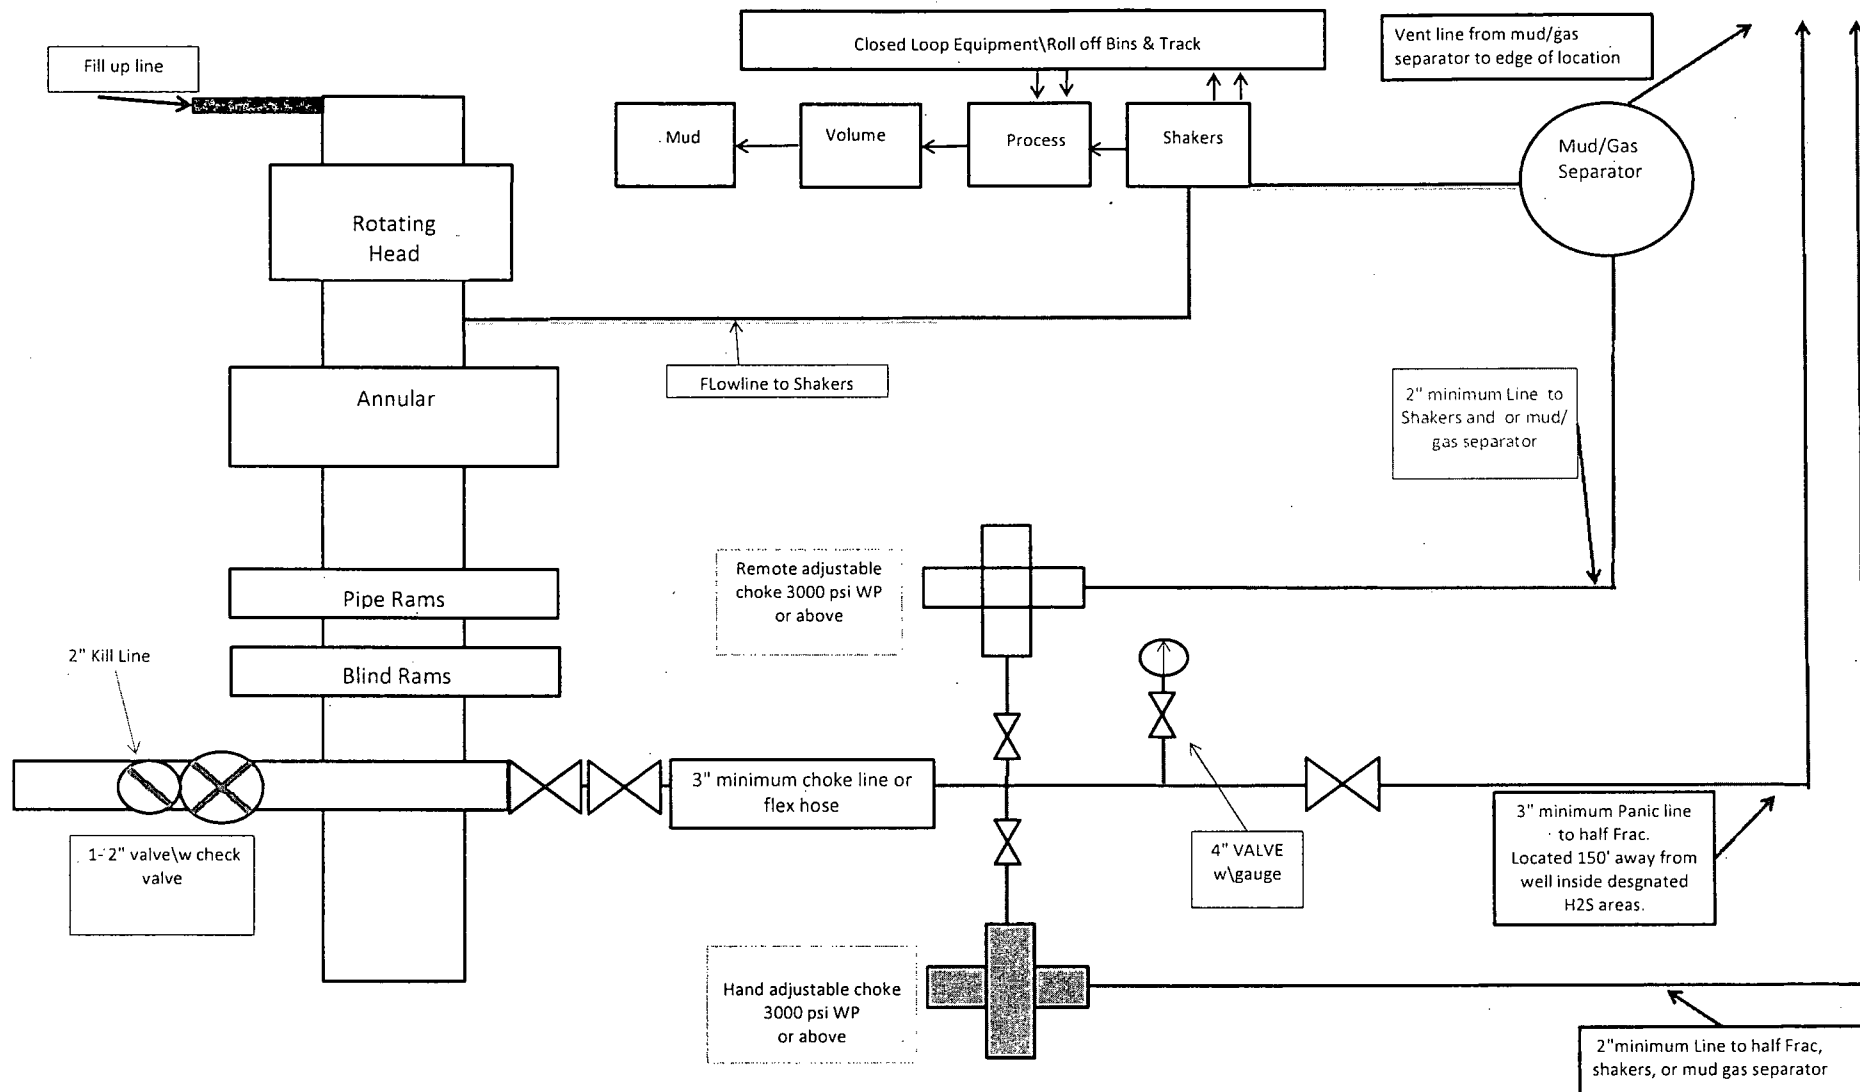 Closed Loop Equipment\Roll off Bins & Track
Vent line from mud/gas
separator to edge of location
Fill up line
Mud
Volume
Process
Shakers
Mud/Gas
Separator
Rotating
Head
FLowline to Shakers
Annular
2" minimum Line to
Shakers and or mud/
gas separator
Remote adjustable
choke 3000 psi WP
or above
Pipe Rams
2" Kill Line
Blind Rams
3" minimum choke line or
flex hose
1-2" valve\w check
valve
4" VALVE
w\gauge
3" minimum Panic line
to half Frac.
Located 150' away from
well inside desgnated
H2S areas.
Hand adjustable choke
3000 psi WP
or above
2"minimum Line to half Frac,
shakers, or mud gas separator